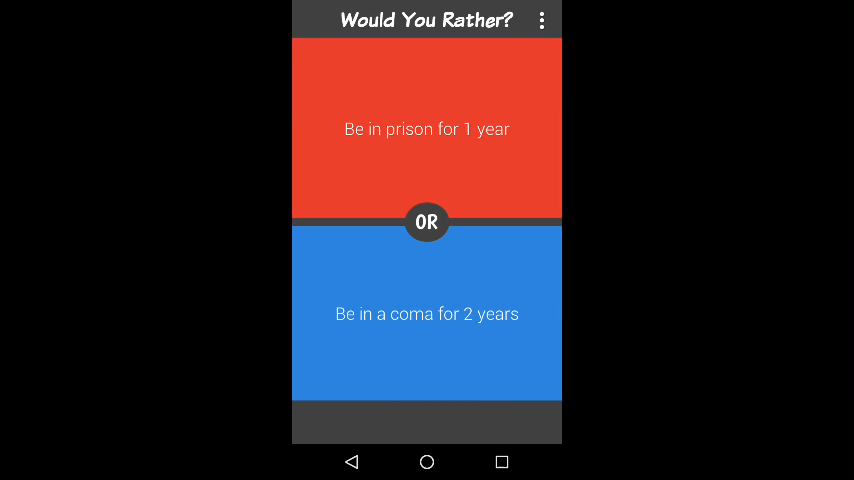 Would You Rather?
Be in prison for 1 year
OR
Be in a coma for 2 years